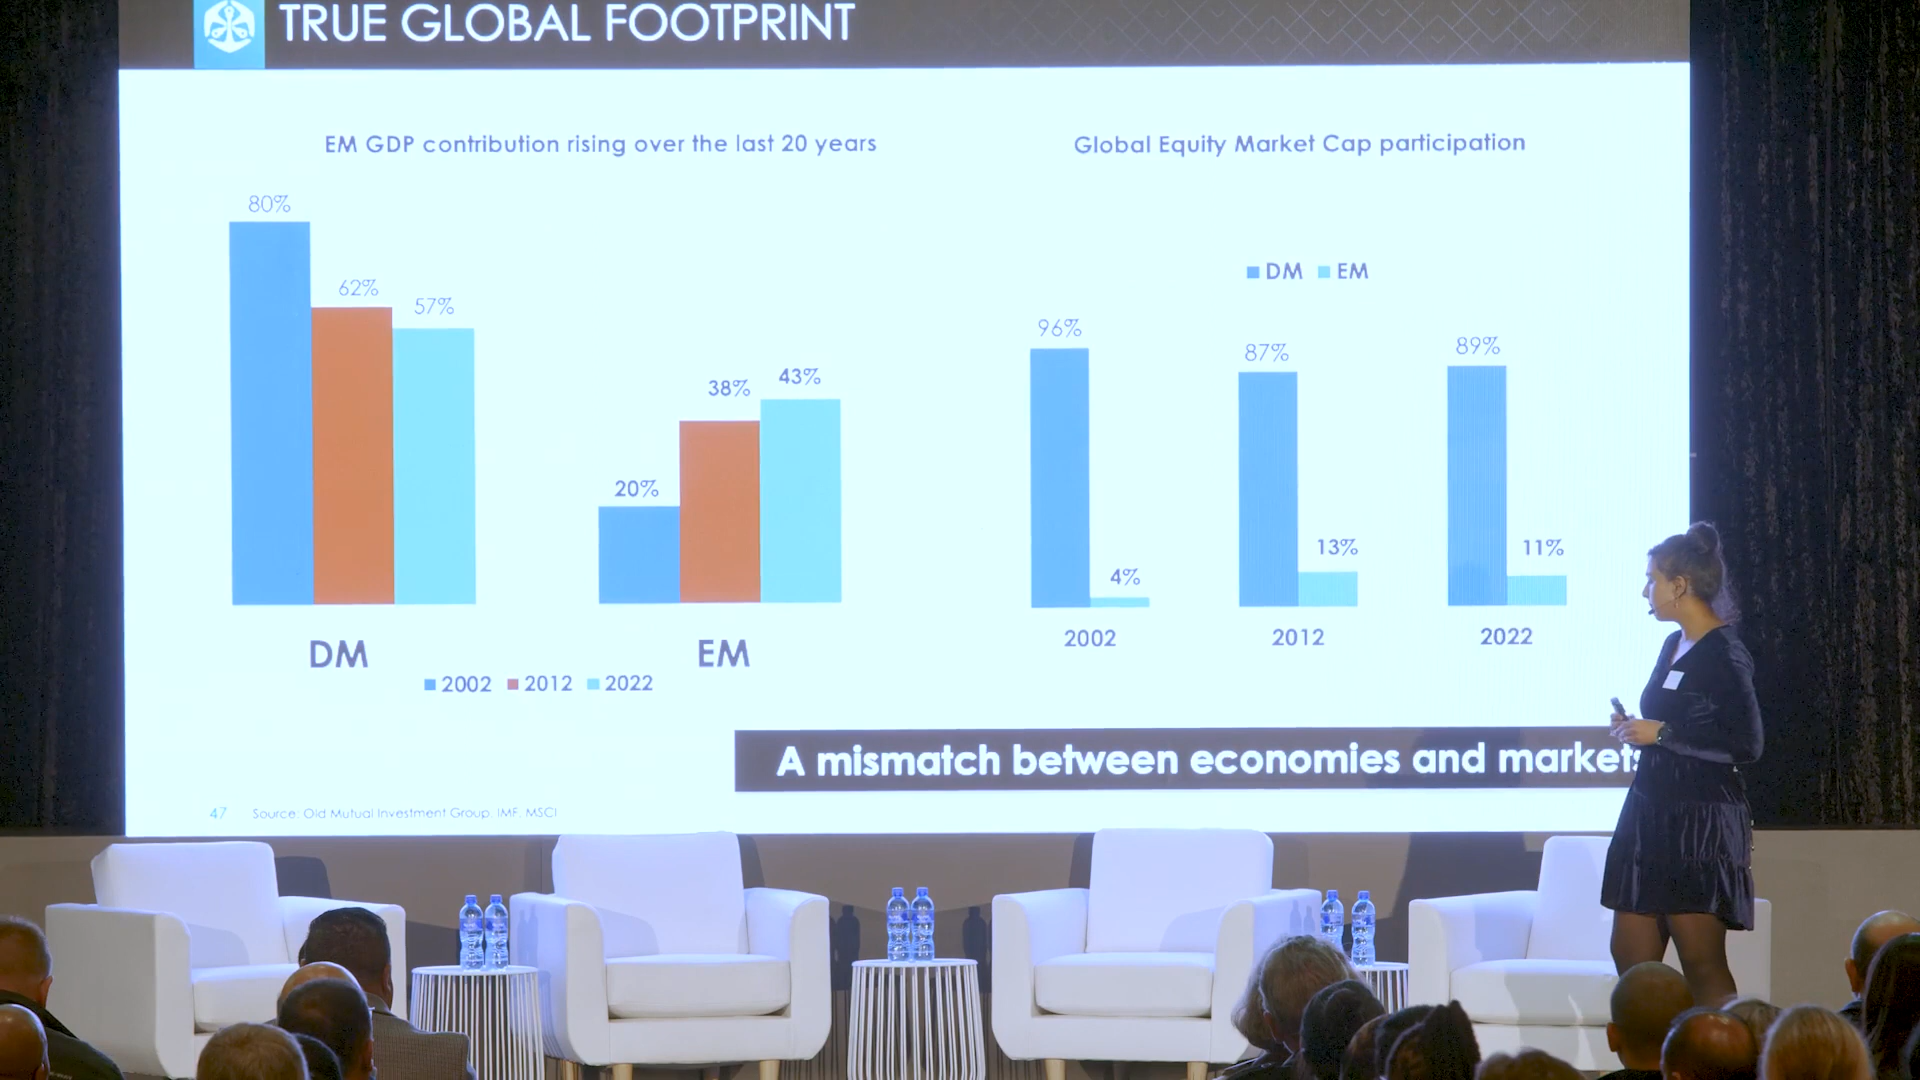 TRUE GLOBAL FOOTPRINT
EM GDP contribution rising over the last 20 years
80%
62%
57%
20%
38%
43%
DM
EM
2002 2012 2022
Global Equity Market Cap participation
DM EM
96%
4%
87%
13%
89%
11%
2002
2012
2022
A mismatch between economies and markets
47 Source: Old Mutual Investment Group, IMF, MSCI